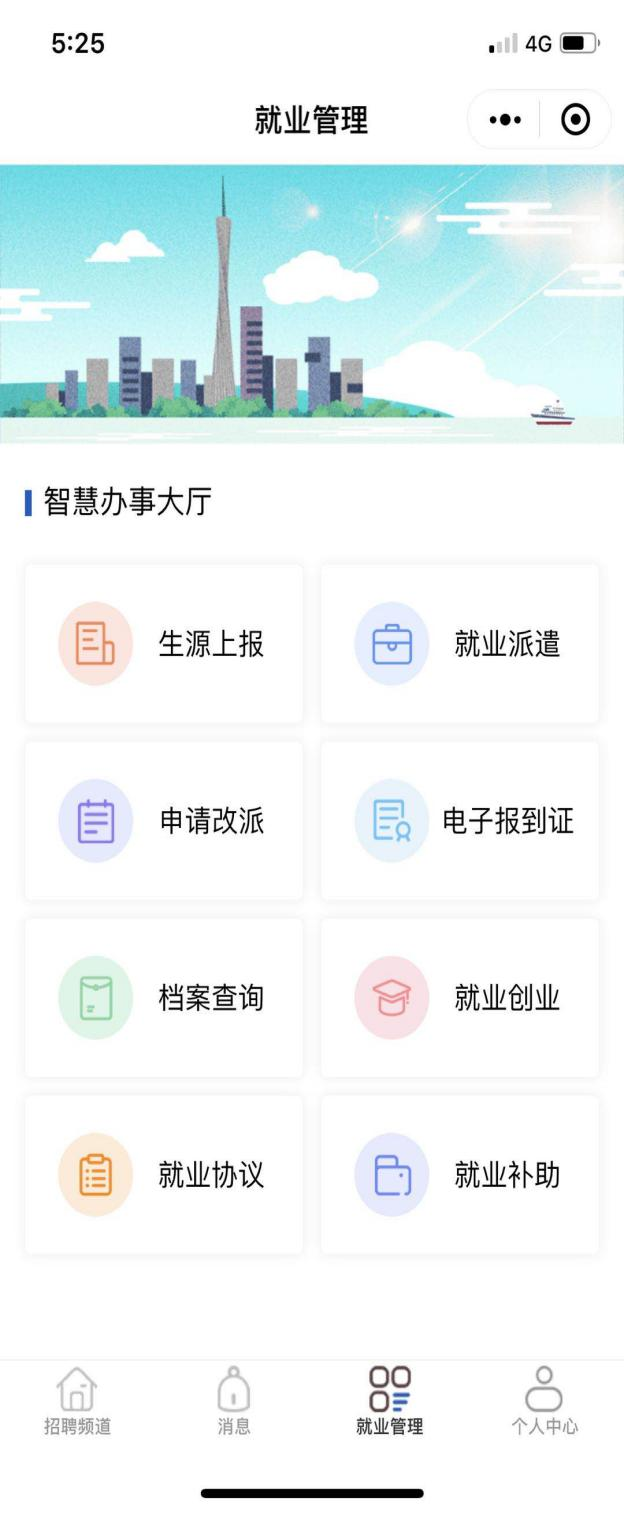 5:25
4G
就业管理
智慧办事大厅
生源上报
就业派遣
申请改派
电子报到证
档案查询
就业创业
就业协议
就业补助
招聘频道
消息
就业管理
个人中心